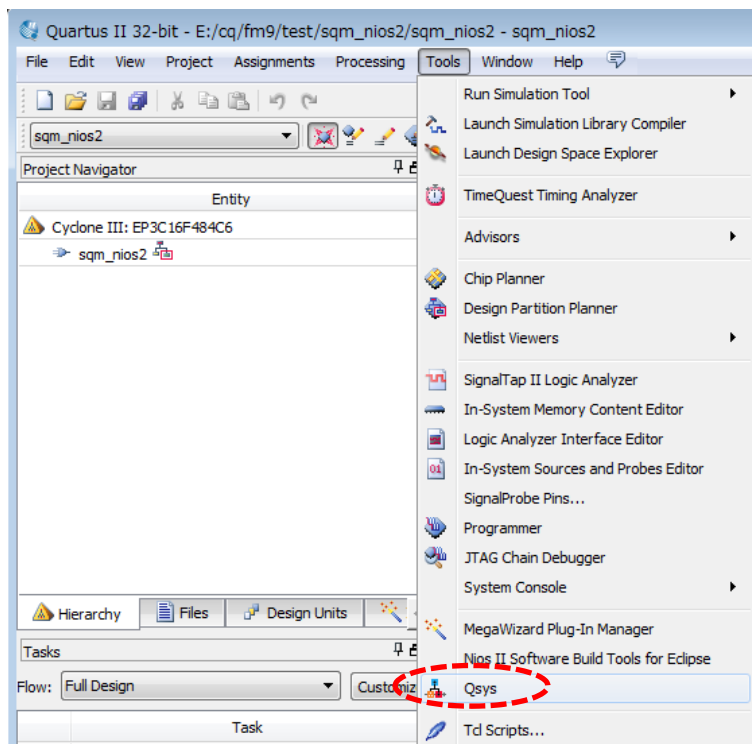 Quartus II 32-bit - E:/cq/fm9/test/sqm_nios2/sqm_nios2 - sqm_nios2
File Edit View Project Assignments Processing Tools Window Help
sqm_nios2
Project Navigator
Entity
Cyclone III: EP3C16F484C6
sqm_nios2
Hierarchy Files Design Units
Tasks
Flow: Full Design Customiz
Task
Run Simulation Tool
Launch Simulation Library Compiler
Launch Design Space Explorer
TimeQuest Timing Analyzer
Advisors
Chip Planner
Design Partition Planner
Netlist Viewers
SignalTap II Logic Analyzer
In-System Memory Content Editor
Logic Analyzer Interface Editor
In-System Sources and Probes Editor
SignalProbe Pins...
Programmer
JTAG Chain Debugger
System Console
MegaWizard Plug-In Manager
Nios II Software Build Tools for Eclipse
Qsys
Tcl Scripts...